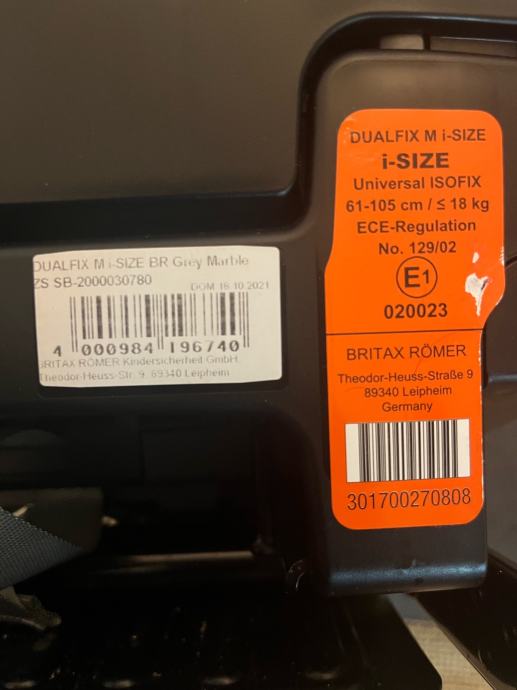 DUALFIX M i-SIZE BR Grey Marble
ZS SB-2000030780
DOM 18.10.2021
4 000984 196740
BRITAX RÖMER Kindersicherheit GmbH,
Theodor-Heuss-Str. 9, 89340 Leipheim
DUALFIX M i-SIZE
i-SIZE
Universal ISOFIX
61-105 cm / ≤ 18 kg
ECE-Regulation
No. 129/02
E1
020023
BRITAX RÖMER
Theodor-Heuss-Straße 9
89340 Leipheim
Germany
301700270808